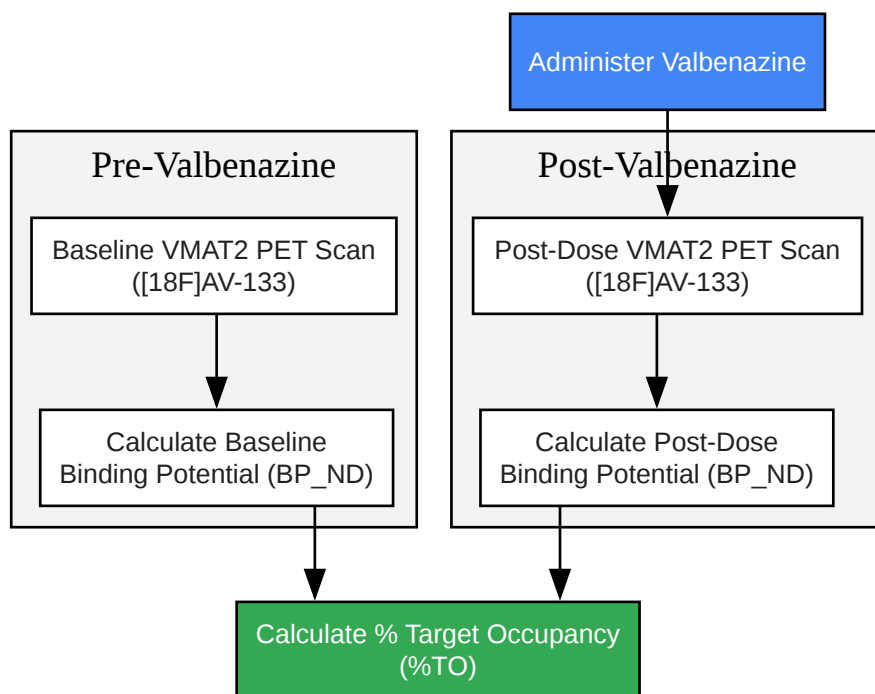 Administer Valbenazine
Pre-Valbenazine
Baseline VMAT2 PET Scan
([18F]AV-133)
Calculate Baseline
Binding Potential (BP_ND)
Post-Valbenazine
Post-Dose VMAT2 PET Scan
([18F]AV-133)
Calculate Post-Dose
Binding Potential (BP_ND)
Calculate % Target Occupancy
(%TO)